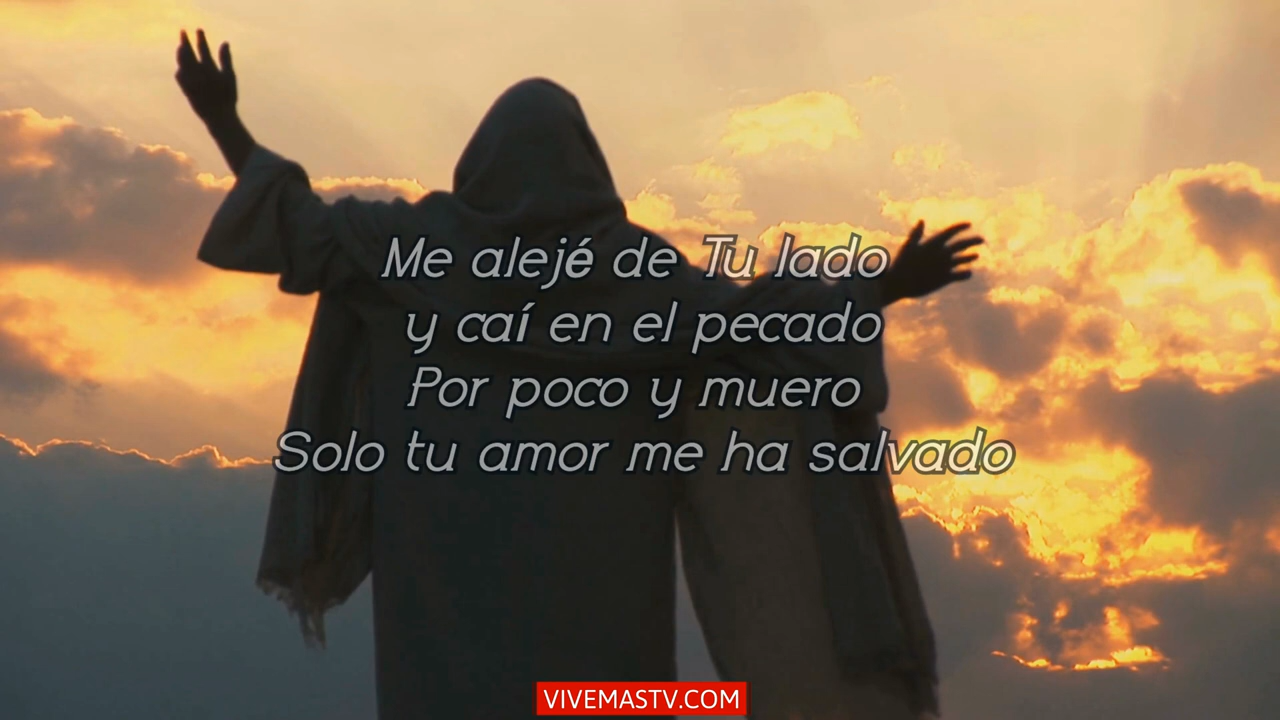 Me alejé de Tu lado
y caí en el pecado
Por poco y muero
Solo tu amor me ha salvado
VIVEMASTV.COM